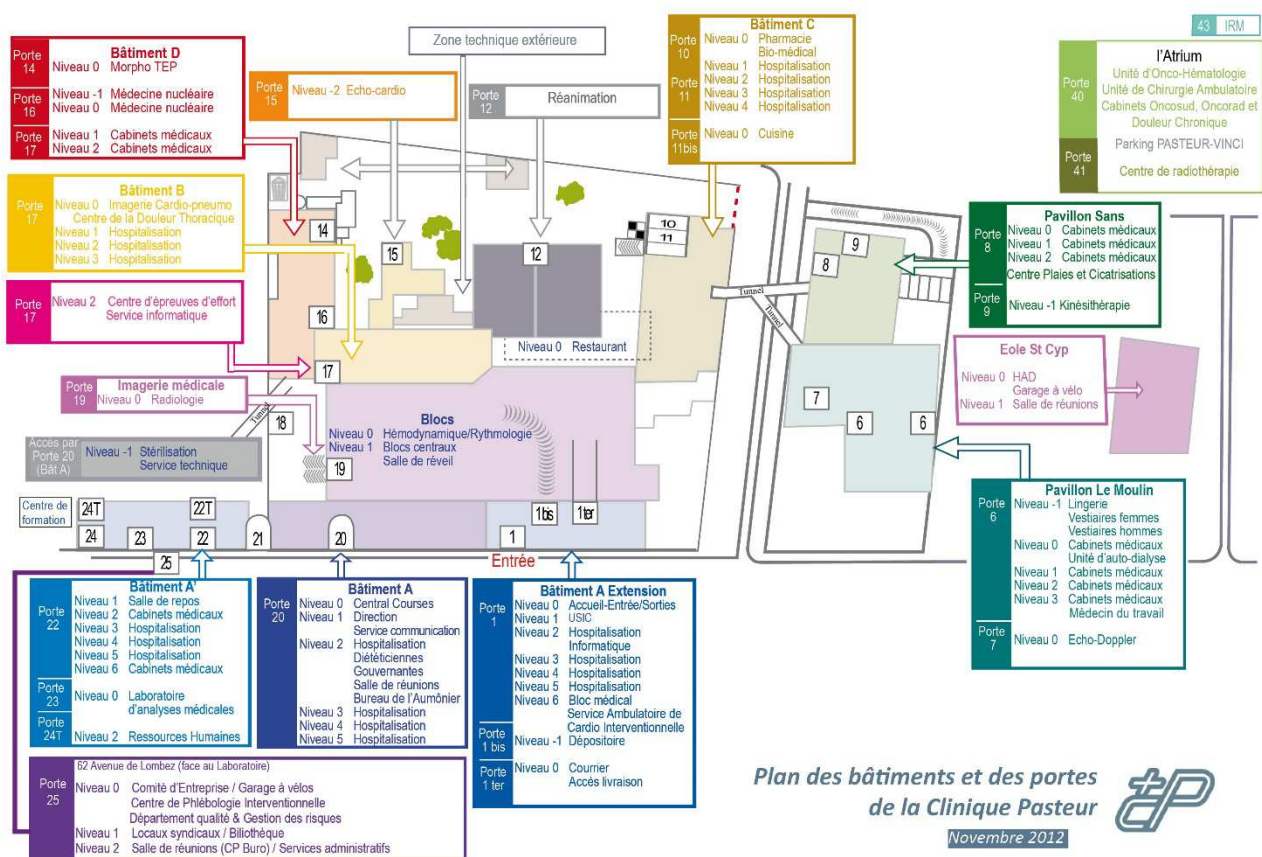 Zone technique extérieure
Porte 14
Bâtiment D
Niveau 0 Morpho TEP
Porte 16
Niveau -1 Médecine nucléaire
Niveau 0 Médecine nucléaire
Porte 17
Niveau 1 Cabinets médicaux
Niveau 2 Cabinets médicaux
Porte 15
Niveau -2 Echo-cardio
Porte 12
Réanimation
Bâtiment C
Porte 10
Niveau 0 Pharmacie
Bio-médical
Porte 11
Niveau 1 Hospitalisation
Niveau 2 Hospitalisation
Niveau 3 Hospitalisation
Niveau 4 Hospitalisation
Porte 11bis
Niveau 0 Cuisine
43 IRM
Porte 40
l'Atrium
Unité d'Onco-Hématologie
Unité de Chirurgie Ambulatoire
Cabinets Oncosud, Oncorad et
Douleur Chronique
Parking PASTEUR-VINCI
Porte 41
Centre de radiothérapie
Porte 17
Bâtiment B
Niveau 0 Imagerie Cardio-pneumo
Centre de la Douleur Thoracique
Niveau 1 Hospitalisation
Niveau 2 Hospitalisation
Niveau 3 Hospitalisation
Porte 17
Niveau 2 Centre d'épreuves d'effort
Service informatique
Porte 19
Imagerie médicale
Niveau 0 Radiologie
Accès par
Porte 20
(Bât A)
Niveau -1 Stérilisation
Service technique
Porte 8
Pavillon Sans
Niveau 0 Cabinets médicaux
Niveau 1 Cabinets médicaux
Niveau 2 Cabinets médicaux
Centre Plaies et Cicatrisations
Porte 9
Niveau -1 Kinésithérapie
Eole St Cyp
Niveau 0 HAD
Garage à vélo
Niveau 1 Salle de réunions
14
15
12
10
11
9
8
16
17
18
19
7
6
6
Tunnel
Tunnel
Tunnel
Niveau 0 Restaurant
Blocs
Niveau 0 Hémodynamique/Rythmologie
Niveau 1 Blocs centraux
Salle de réveil
Centre de
formation
24T
22T
1bis
1ter
24
23
22
21
20
1
25
Entrée
Porte 6
Pavillon Le Moulin
Niveau -1 Lingerie
Vestiaires femmes
Vestiaires hommes
Niveau 0 Cabinets médicaux
Unité d'auto-dialyse
Niveau 1 Cabinets médicaux
Niveau 2 Cabinets médicaux
Niveau 3 Cabinets médicaux
Médecin du travail
Porte 7
Niveau 0 Echo-Doppler
Porte 22
Bâtiment A'
Niveau 1 Salle de repos
Niveau 2 Cabinets médicaux
Niveau 3 Hospitalisation
Niveau 4 Hospitalisation
Niveau 5 Hospitalisation
Niveau 6 Cabinets médicaux
Porte 23
Niveau 0 Laboratoire
d'analyses médicales
Porte 24T
Niveau 2 Ressources Humaines
Porte 20
Bâtiment A
Niveau 0 Central Courses
Niveau 1 Direction
Service communication
Niveau 2 Hospitalisation
Diététiciennes
Gouvernantes
Salle de réunions
Bureau de l'Aumônier
Niveau 3 Hospitalisation
Niveau 4 Hospitalisation
Niveau 5 Hospitalisation
Porte 1
Bâtiment A Extension
Niveau 0 Accueil-Entrée/Sorties
Niveau 1 USIC
Niveau 2 Hospitalisation
Informatique
Niveau 3 Hospitalisation
Niveau 4 Hospitalisation
Niveau 5 Hospitalisation
Niveau 6 Bloc médical
Service Ambulatoire de
Cardio Interventionnelle
Porte 1 bis
Niveau -1 Dépositoire
Porte 1 ter
Niveau 0 Courrier
Accès livraison
62 Avenue de Lombez (face au Laboratoire)
Porte 25
Niveau 0 Comité d'Entreprise / Garage à vélos
Centre de Phlébologie Interventionnelle
Département qualité & Gestion des risques
Niveau 1 Locaux syndicaux / Biliothèque
Niveau 2 Salle de réunions (CP Buro) / Services administratifs
Plan des bâtiments et des portes
de la Clinique Pasteur
Novembre 2012